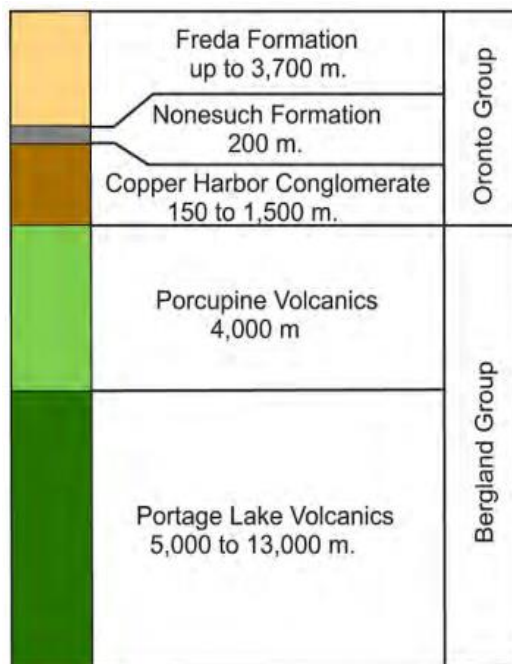 Freda Formation
up to 3,700 m.
Nonesuch Formation
200 m.
Copper Harbor Conglomerate
150 to 1,500 m.
Oronto Group
Porcupine Volcanics
4,000 m
Portage Lake Volcanics
5,000 to 13,000 m.
Bergland Group